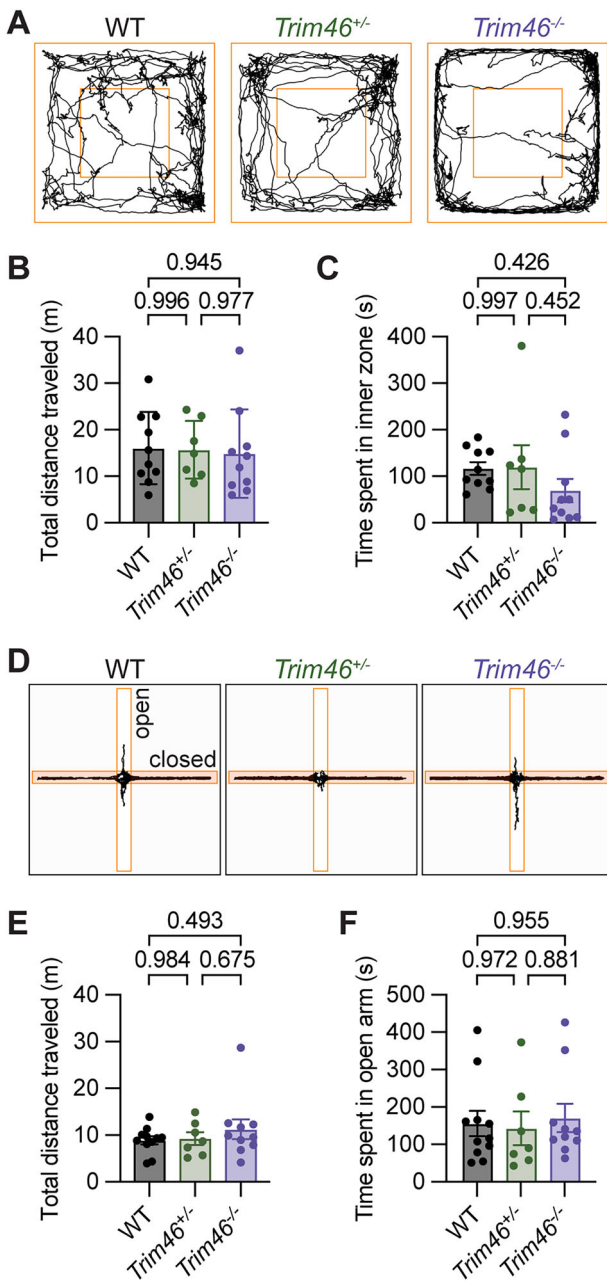 A
WT
Trim46+/-
Trim46-/-
B
0.945
0.996 0.977
Total distance traveled (m)
40
30
20
10
0
WT
Trim46+/-
Trim46-/-
C
0.426
0.997 0.452
Time spent in inner zone (s)
400
300
200
100
0
WT
Trim46+/-
Trim46-/-
D
WT
Trim46+/-
Trim46-/-
open
closed
E
0.493
0.984 0.675
Total distance traveled (m)
40
30
20
10
0
WT
Trim46+/-
Trim46-/-
F
0.955
0.972 0.881
Time spent in open arm (s)
500
400
300
200
100
0
WT
Trim46+/-
Trim46-/-